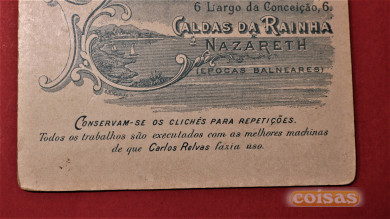 6 Largo da Conceição, 6
CALDAS DA RAINHA
NAZARETH
(EPOCAS BALNEARES)
CONSERVAM-SE OS CLICHÉS PARA REPETIÇÕES.
Todos os trabalhos são executados com as melhores machinas
de que Carlos Relvas faxia uso.
coisas